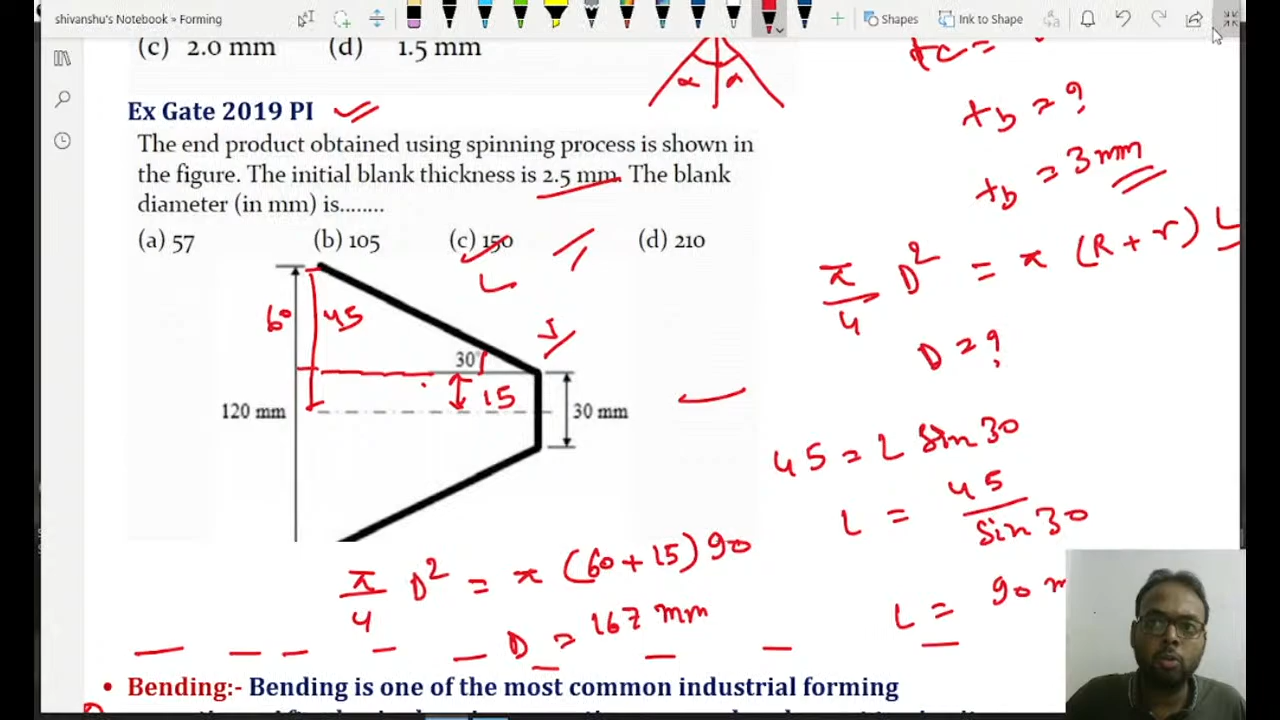 shivanshu's Notebook » Forming
Shapes
Ink to Shape
(c) 2.0 mm (d) 1.5 mm
α α
tc =
Ex Gate 2019 PI
tb = ?
The end product obtained using spinning process is shown in
the figure. The initial blank thickness is 2.5 mm. The blank
diameter (in mm) is........
tb = 3 mm
(a) 57 (b) 105 (c) 150 (d) 210
π/4 D² = π (R + r) L
D = ?
60
45
30°
15
120 mm
30 mm
45 = L Sin 30
L = 45/Sin 30
L = 90 m
π/4 D² = π (60 + 15) 90
D = 167 mm
• Bending:- Bending is one of the most common industrial forming